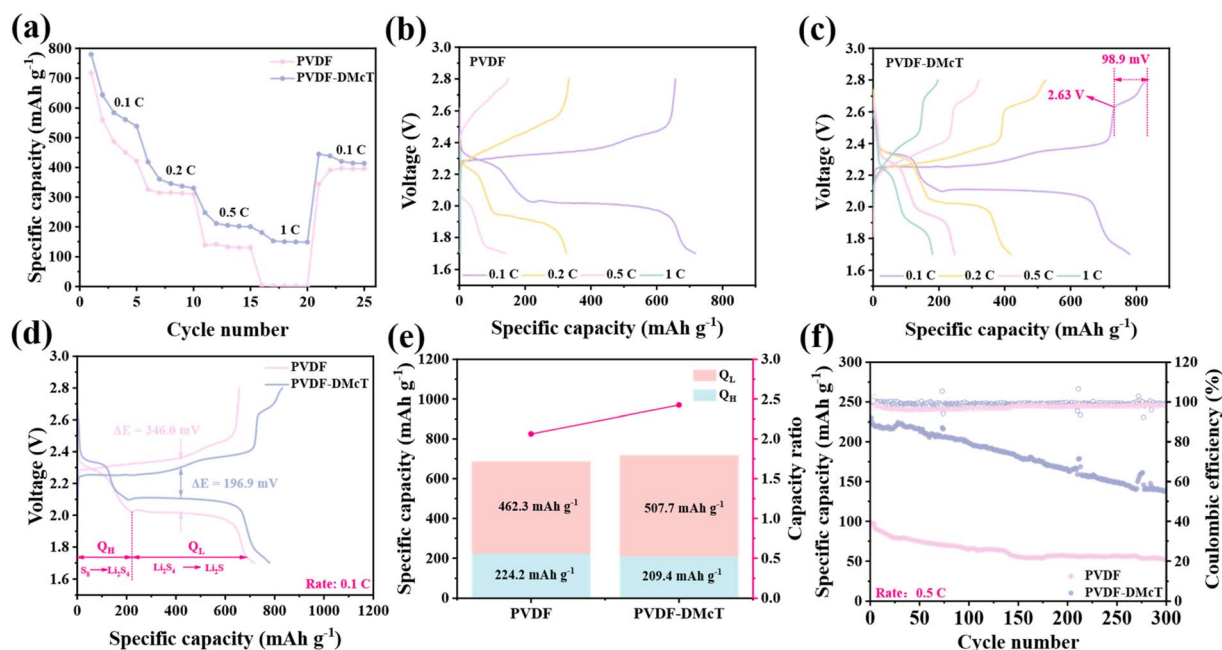 (a)
800
700
600
500
400
300
200
100
0
0 5 10 15 20 25
Specific capacity (mAh g⁻¹)
Cycle number
PVDF
PVDF-DMcT
0.1 C
0.2 C
0.5 C
1 C
0.1 C
(b)
3.0
2.8
2.6
2.4
2.2
2.0
1.8
1.6
0 200 400 600 800
Voltage (V)
Specific capacity (mAh g⁻¹)
PVDF
0.1 C 0.2 C 0.5 C 1 C
(c)
3.0
2.8
2.6
2.4
2.2
2.0
1.8
1.6
0 200 400 600 800
Voltage (V)
Specific capacity (mAh g⁻¹)
PVDF-DMcT
98.9 mV
2.63 V
0.1 C 0.2 C 0.5 C 1 C
(d)
3.0
2.8
2.6
2.4
2.2
2.0
1.8
1.6
1.4
0 200 400 600 800 1000 1200
Voltage (V)
Specific capacity (mAh g⁻¹)
PVDF
PVDF-DMcT
ΔE = 346.0 mV
ΔE = 196.9 mV
Q_H Q_L
S₈ → Li₂S₄ Li₂S₄ → Li₂S
Rate: 0.1 C
(e)
1200
1000
800
600
400
200
0
3.0
2.5
2.0
1.5
1.0
0.5
0.0
Specific capacity (mAh g⁻¹)
Capacity ratio
Q_L
Q_H
462.3 mAh g⁻¹ 507.7 mAh g⁻¹
224.2 mAh g⁻¹ 209.4 mAh g⁻¹
PVDF PVDF-DMcT
(f)
300
250
200
150
100
50
0
120
100
80
60
40
20
0
0 50 100 150 200 250 300
Specific capacity (mAh g⁻¹)
Coulombic efficiency (%)
Cycle number
PVDF
PVDF-DMcT
Rate: 0.5 C